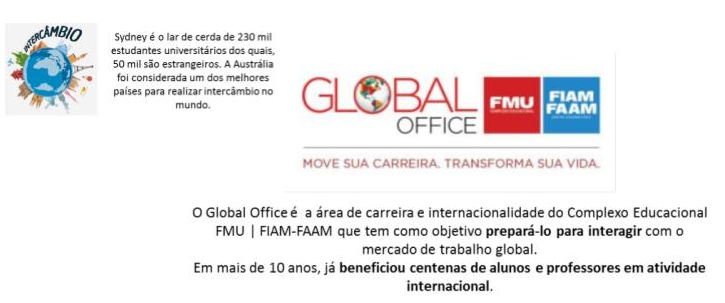 INTERCÂMBIO
Sydney é o lar de cerda de 230 mil
estudantes universitários dos quais,
50 mil são estrangeiros. A Austrália
foi considerada um dos melhores
países para realizar intercâmbio no
mundo.
GLOBAL
OFFICE
FMU
FIAM
FAAM
MOVE SUA CARREIRA. TRANSFORMA SUA VIDA.
O Global Office é a área de carreira e internacionalidade do Complexo Educacional
FMU | FIAM-FAAM que tem como objetivo prepará-lo para interagir com o
mercado de trabalho global.
Em mais de 10 anos, já beneficiou centenas de alunos e professores em atividade
internacional.